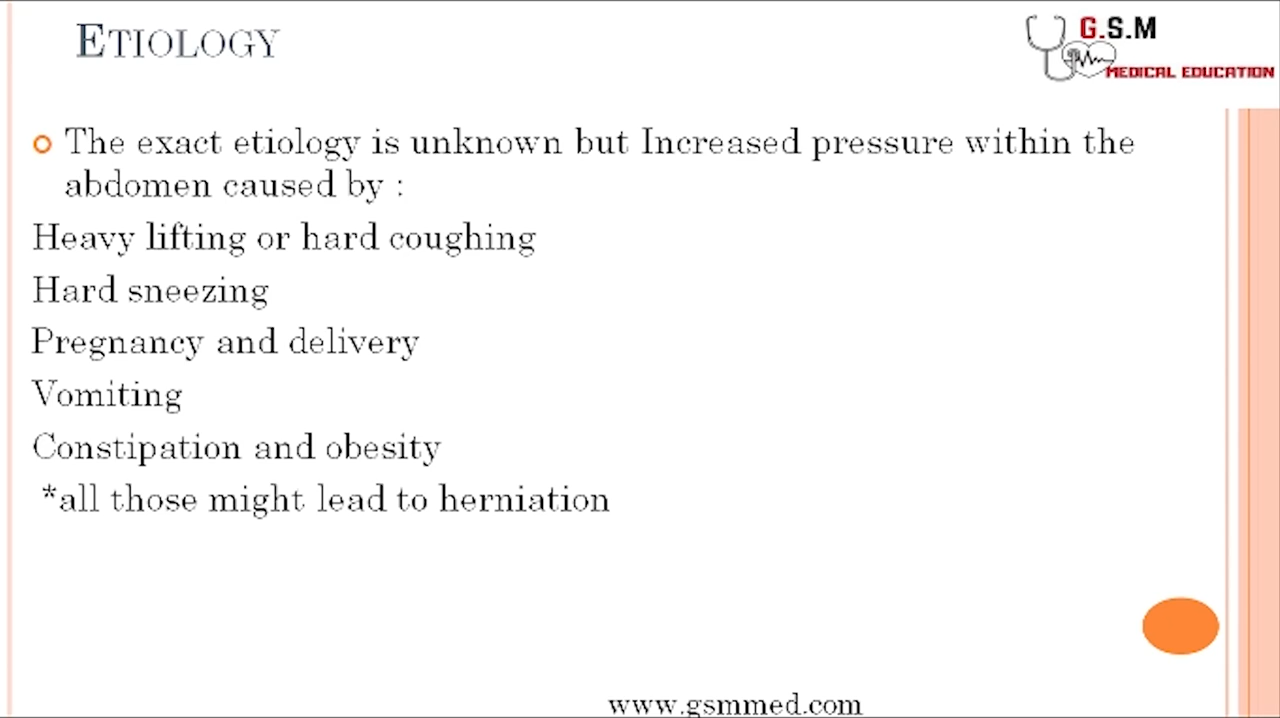 ETIOLOGY
G.S.M
MEDICAL EDUCATION
The exact etiology is unknown but Increased pressure within the
abdomen caused by :
Heavy lifting or hard coughing
Hard sneezing
Pregnancy and delivery
Vomiting
Constipation and obesity
*all those might lead to herniation
www.gsmmed.com